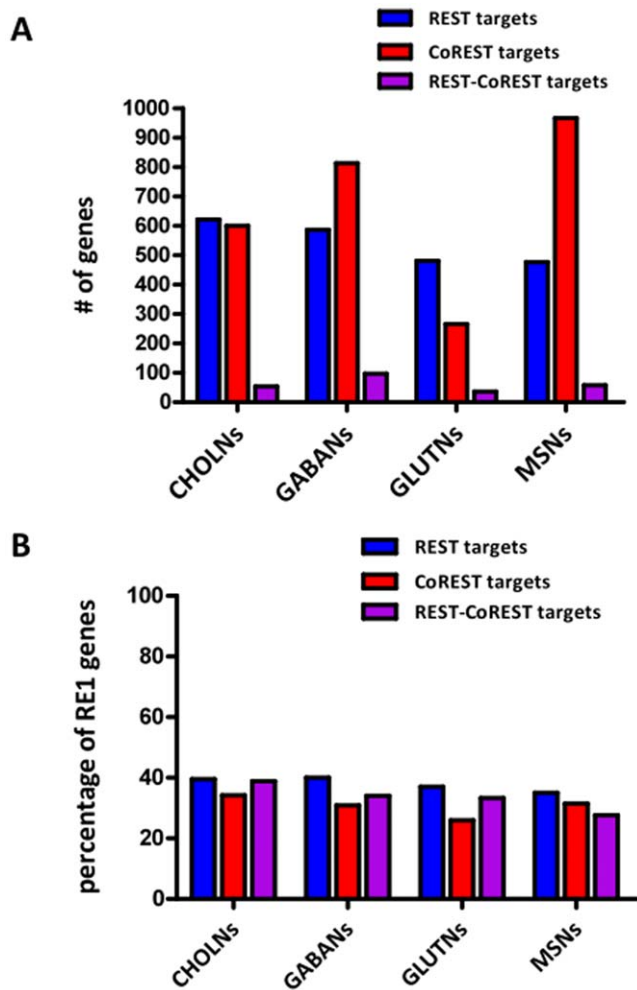 A
REST targets
CoREST targets
REST-CoREST targets
# of genes
1000
900
800
700
600
500
400
300
200
100
0
CHOLNs
GABANs
GLUTNs
MSNs
B
REST targets
CoREST targets
REST-CoREST targets
percentage of RE1 genes
100
80
60
40
20
0
CHOLNs
GABANs
GLUTNs
MSNs